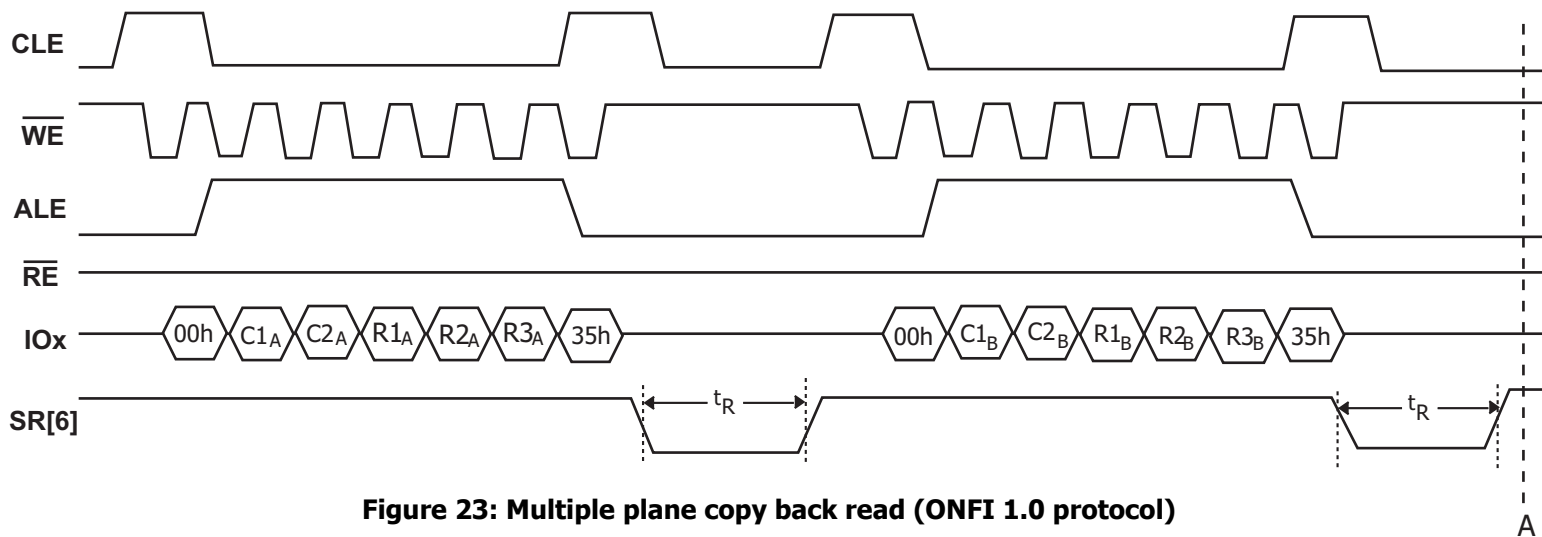 CLE
WE
ALE
RE
IOx 00h C1A C2A R1A R2A R3A 35h 00h C1B C2B R1B R2B R3B 35h
SR[6] tR tR
Figure 23: Multiple plane copy back read (ONFI 1.0 protocol)
A